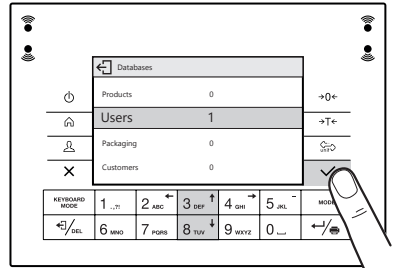 Databases
Products 0
Users 1
→0← 
Packaging 0
→T←
Customers 0
UNITS
KEYBOARD MODE 1 .,?! 2 ABC ← 3 DEF ↑ 4 GHI → 5 JKL - MODE
/DEL 6 MNO 7 PQRS 8 TUV ↓ 9 WXYZ 0